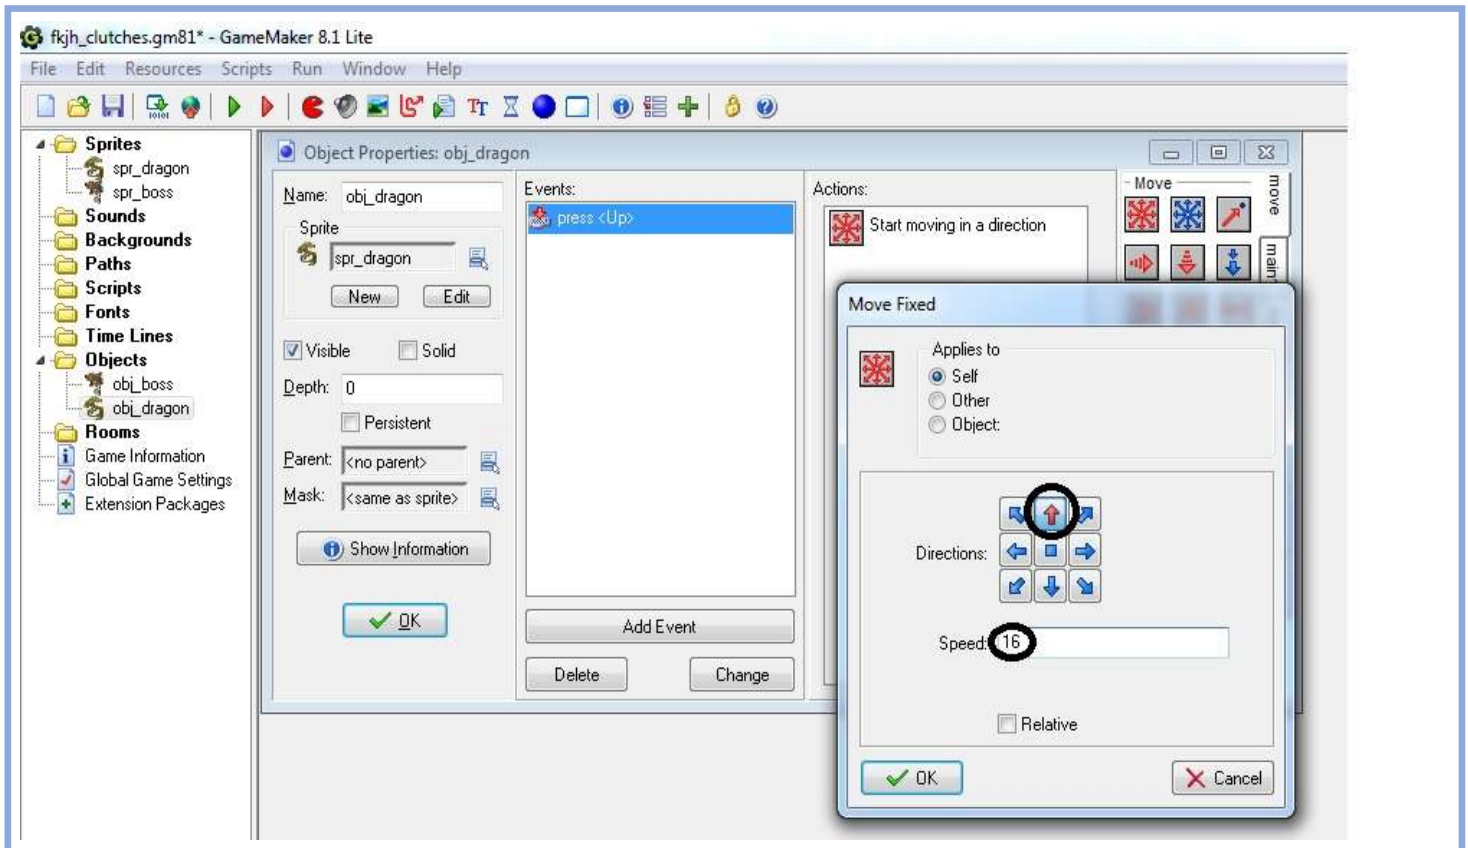 fkjh_clutches.gm81* - GameMaker 8.1 Lite
File Edit Resources Scripts Run Window Help
Sprites
spr_dragon
spr_boss
Sounds
Backgrounds
Paths
Scripts
Fonts
Time Lines
Objects
obj_boss
obj_dragon
Rooms
Game Information
Global Game Settings
Extension Packages
Object Properties: obj_dragon
Name: obj_dragon
Sprite
spr_dragon
New Edit
Visible Solid
Depth: 0
Persistent
Parent: <no parent>
Mask: <same as sprite>
Show Information
OK
Events:
press <Up>
Add Event
Delete Change
Actions:
Start moving in a direction
Move
move
Move Fixed
Applies to
Self
Other
Object:
Directions:
Speed: 16
Relative
OK Cancel